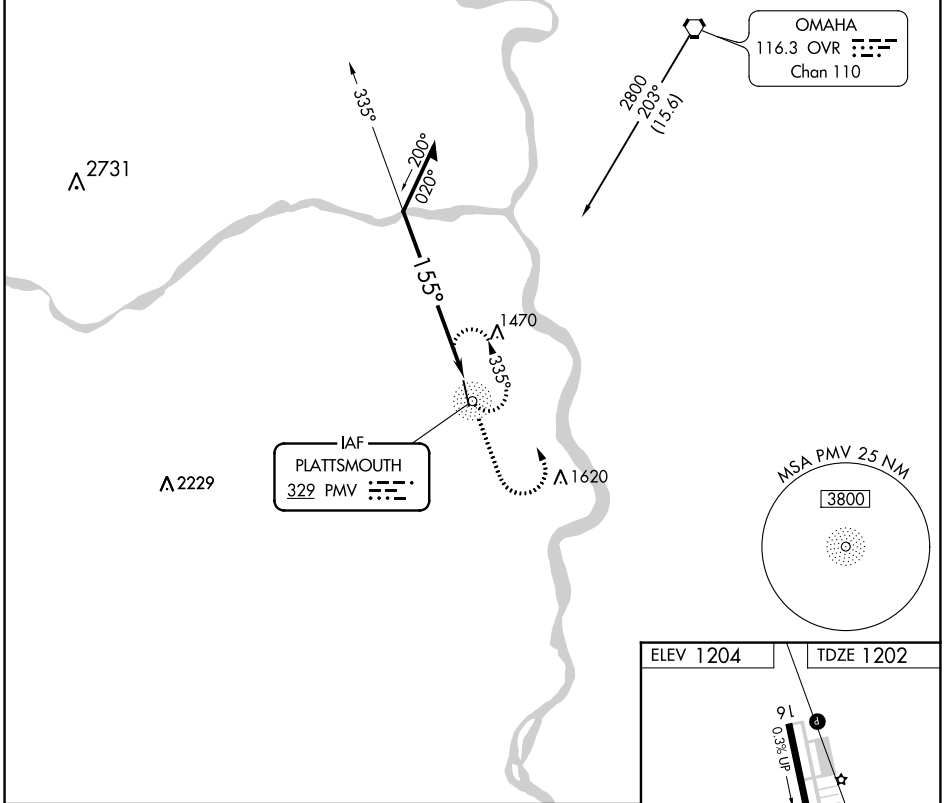 OMAHA
116.3 OVR
Chan 110
2800
203°
(15.6)
335°
200°
020°
2731
155°
1470
335°
IAF
PLATTSMOUTH
329 PMV
2229
1620
MSA PMV 25 NM
3800
ELEV 1204
TDZE 1202
16
P
0.3% UP